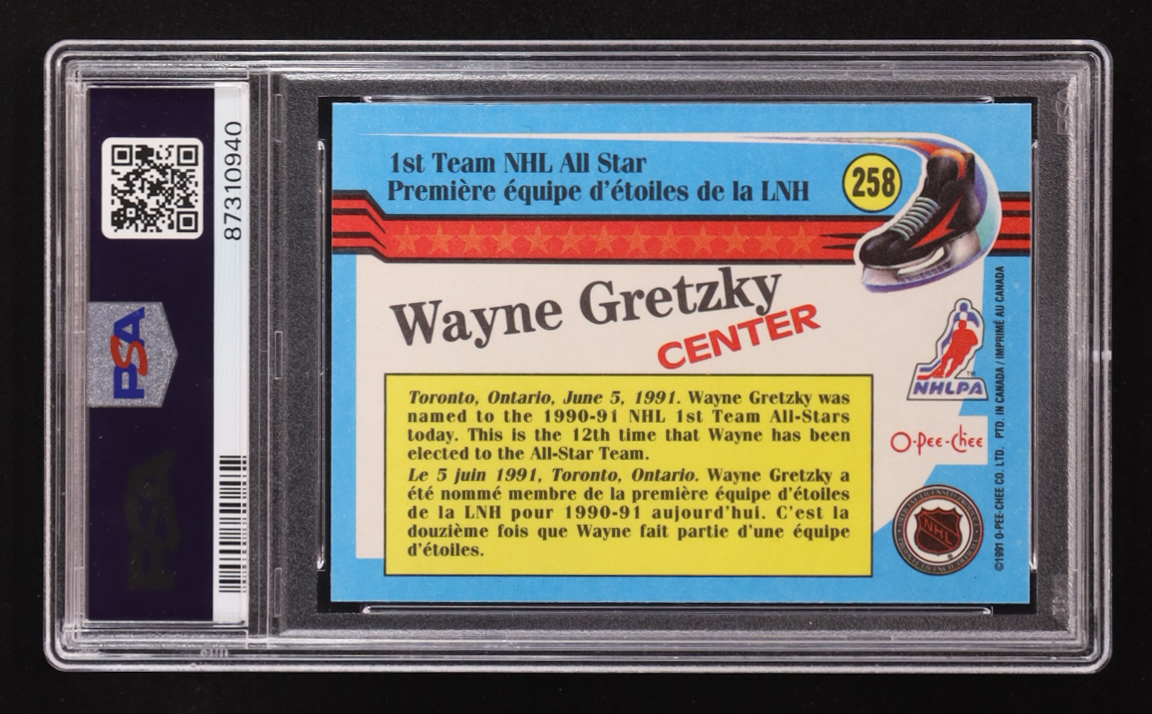 87310940
PSA
PSA
1st Team NHL All Star
Première équipe d'étoiles de la LNH
258
Wayne Gretzky
CENTER
Toronto, Ontario, June 5, 1991. Wayne Gretzky was
named to the 1990-91 NHL 1st Team All-Stars
today. This is the 12th time that Wayne has been
elected to the All-Star Team.
Le 5 juin 1991, Toronto, Ontario. Wayne Gretzky a
été nommé membre de la première équipe d'étoiles
de la LNH pour 1990-91 aujourd'hui. C'est la
douzième fois que Wayne fait partie d'une équipe
d'étoiles.
TM
NHLPA
O-Pee-Chee
NHL
©1991 O-PEE-CHEE CO. LTD. PTD. IN CANADA / IMPRIMÉ AU CANADA